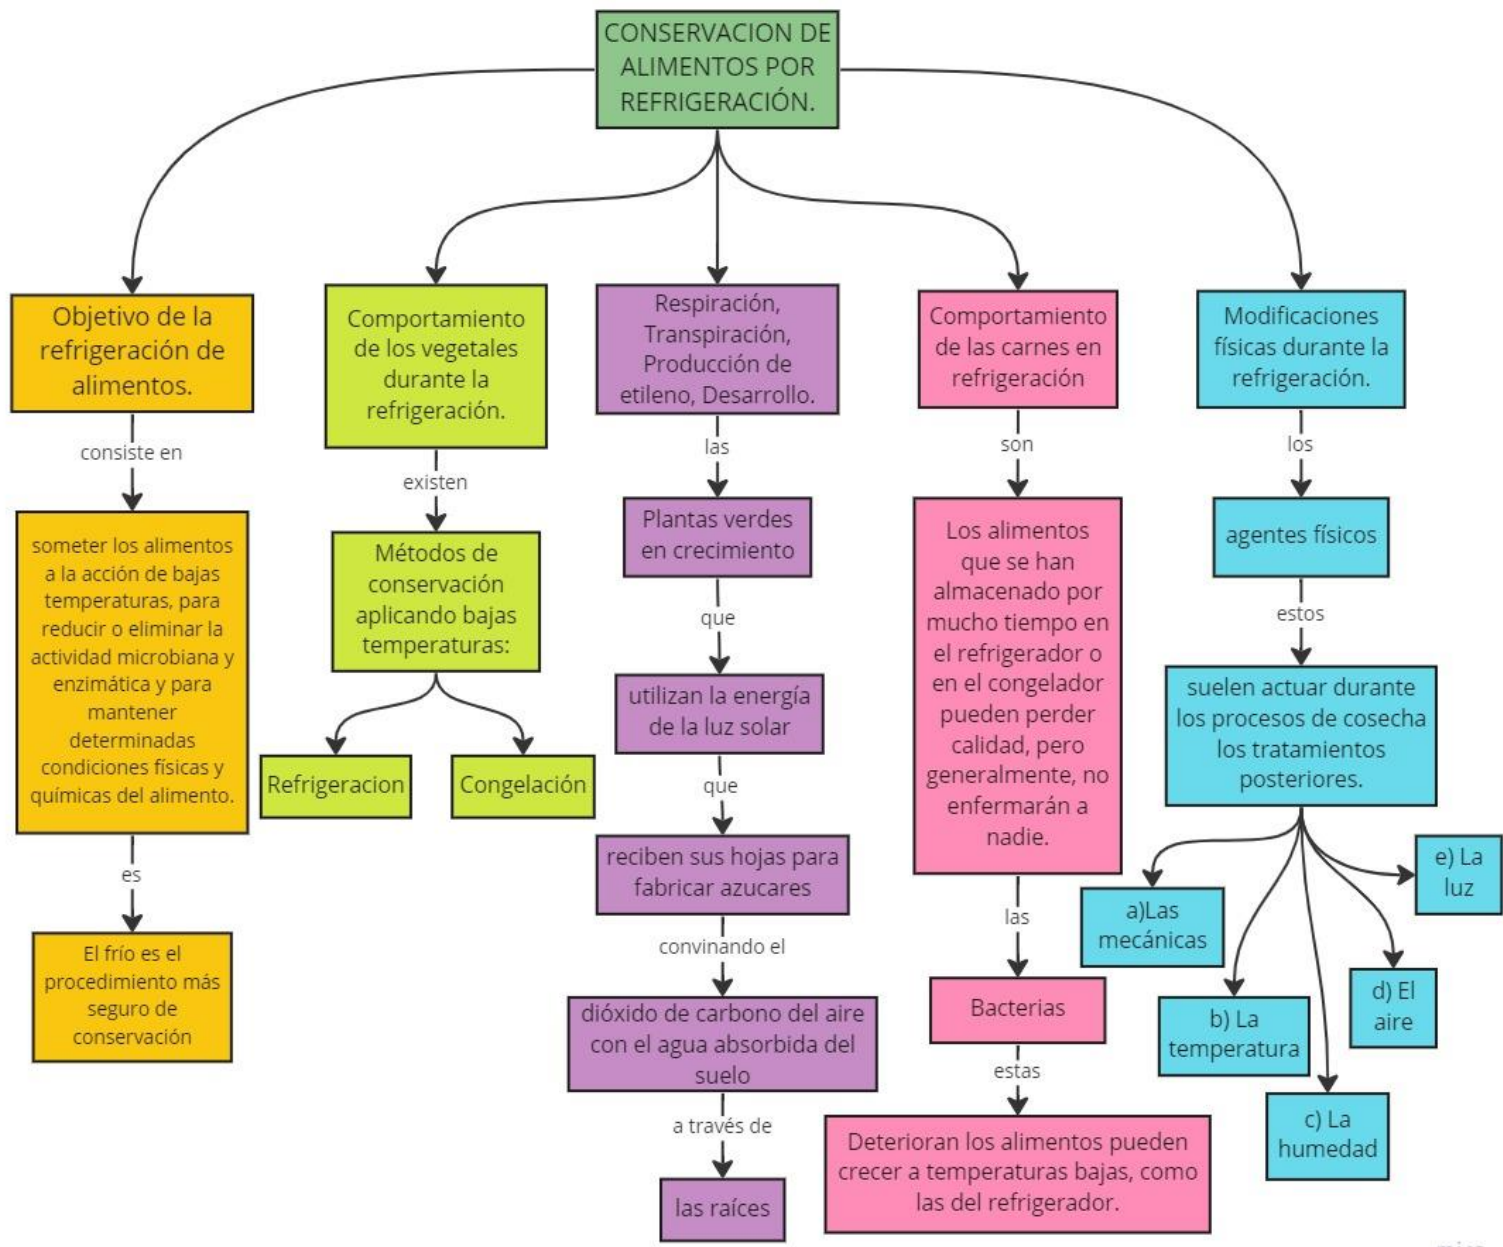 CONSERVACION DE
ALIMENTOS POR
REFRIGERACIÓN.
Objetivo de la
refrigeración de
alimentos.
consiste en
someter los alimentos
a la acción de bajas
temperaturas, para
reducir o eliminar la
actividad microbiana y
enzimática y para
mantener
determinadas
condiciones físicas y
químicas del alimento.
es
El frío es el
procedimiento más
seguro de
conservación
Comportamiento
de los vegetales
durante la
refrigeración.
existen
Métodos de
conservación
aplicando bajas
temperaturas:
Refrigeracion
Congelación
Respiración,
Transpiración,
Producción de
etileno, Desarrollo.
las
Plantas verdes
en crecimiento
que
utilizan la energía
de la luz solar
que
reciben sus hojas para
fabricar azucares
convinando el
dióxido de carbono del aire
con el agua absorbida del
suelo
a través de
las raíces
Comportamiento
de las carnes en
refrigeración
son
Los alimentos
que se han
almacenado por
mucho tiempo en
el refrigerador o
en el congelador
pueden perder
calidad, pero
generalmente, no
enfermarán a
nadie.
las
Bacterias
estas
Deterioran los alimentos pueden
crecer a temperaturas bajas, como
las del refrigerador.
Modificaciones
físicas durante la
refrigeración.
los
agentes físicos
estos
suelen actuar durante
los procesos de cosecha
los tratamientos
posteriores.
a)Las
mecánicas
b) La
temperatura
c) La
humedad
d) El
aire
e) La
luz